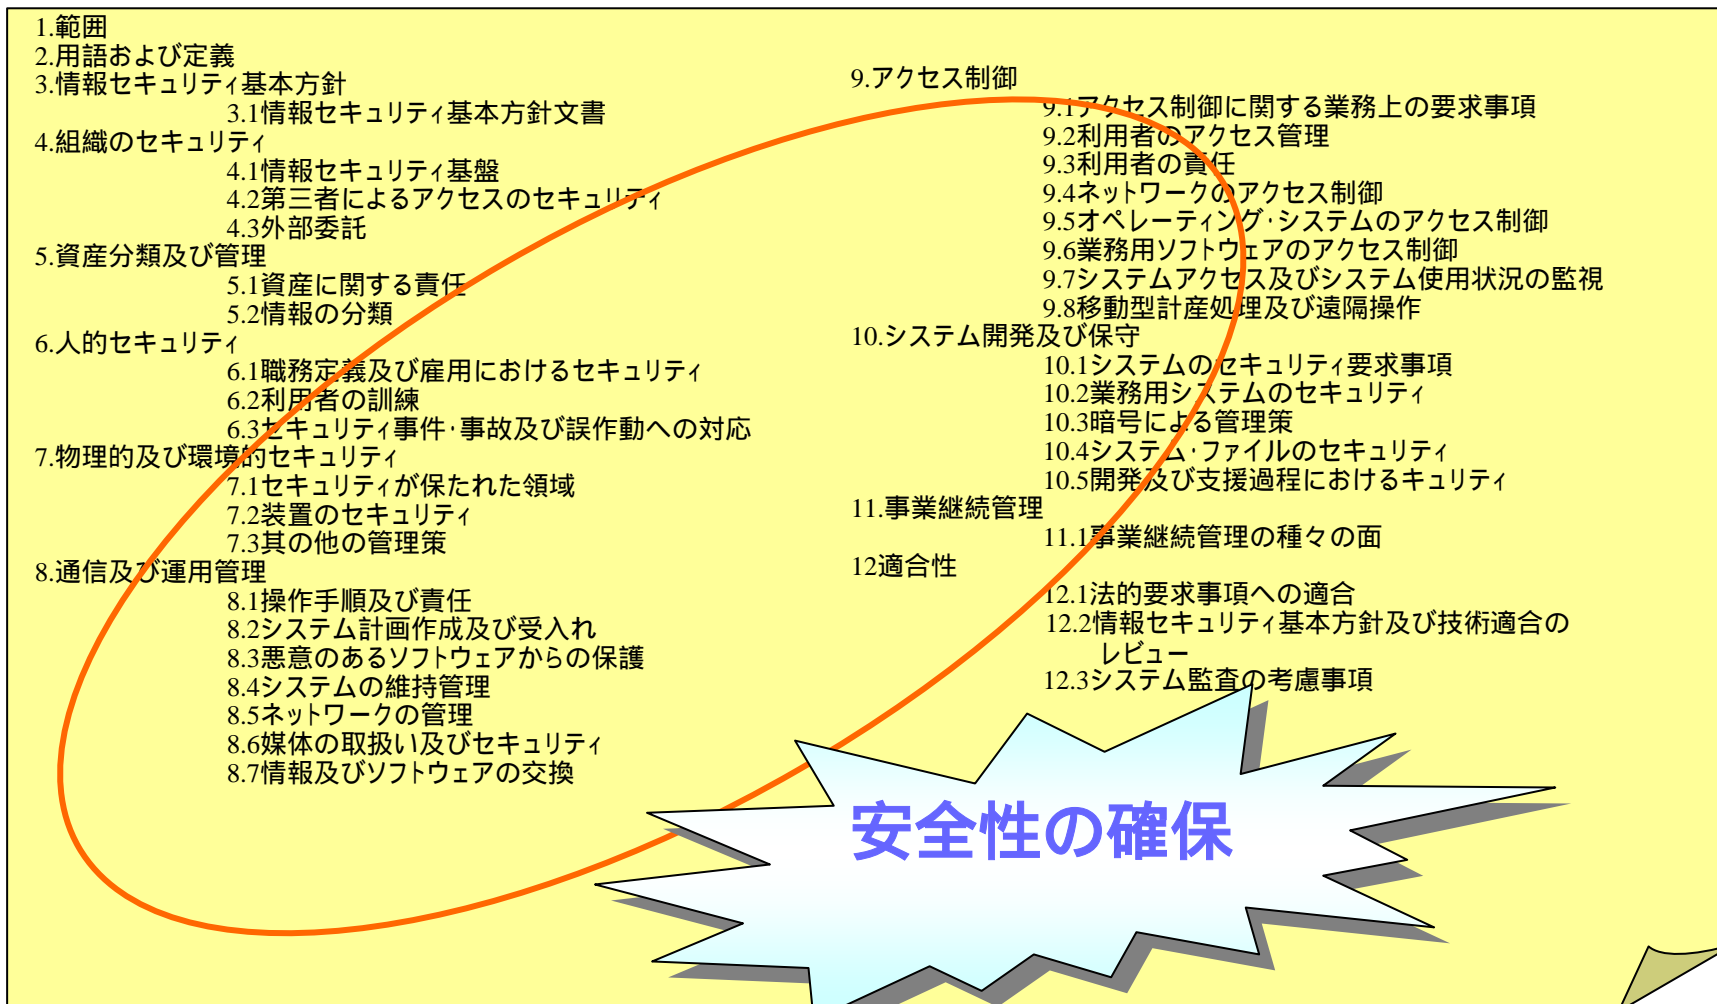 1.範囲
2.用語および定義
3.情報セキュリティ基本方針
3.1情報セキュリティ基本方針文書
4.組織のセキュリティ
4.1情報セキュリティ基盤
4.2第三者によるアクセスのセキュリティ
4.3外部委託
5.資産分類及び管理
5.1資産に関する責任
5.2情報の分類
6.人的セキュリティ
6.1職務定義及び雇用におけるセキュリティ
6.2利用者の訓練
6.3セキュリティ事件･事故及び誤作動への対応
7.物理的及び環境的セキュリティ
7.1セキュリティが保たれた領域
7.2装置のセキュリティ
7.3其の他の管理策
8.通信及び運用管理
8.1操作手順及び責任
8.2システム計画作成及び受入れ
8.3悪意のあるソフトウェアからの保護
8.4システムの維持管理
8.5ネットワークの管理
8.6媒体の取扱い及びセキュリティ
8.7情報及びソフトウェアの交換
9.アクセス制御
9.1アクセス制御に関する業務上の要求事項
9.2利用者のアクセス管理
9.3利用者の責任
9.4ネットワークのアクセス制御
9.5オペレーティング･システムのアクセス制御
9.6業務用ソフトウェアのアクセス制御
9.7システムアクセス及びシステム使用状況の監視
9.8移動型計産処理及び遠隔操作
10.システム開発及び保守
10.1システムのセキュリティ要求事項
10.2業務用システムのセキュリティ
10.3暗号による管理策
10.4システム･ファイルのセキュリティ
10.5開発及び支援過程におけるキュリティ
11.事業継続管理
11.1事業継続管理の種々の面
12適合性
12.1法的要求事項への適合
12.2情報セキュリティ基本方針及び技術適合の
レビュー
12.3システム監査の考慮事項
安全性の確保